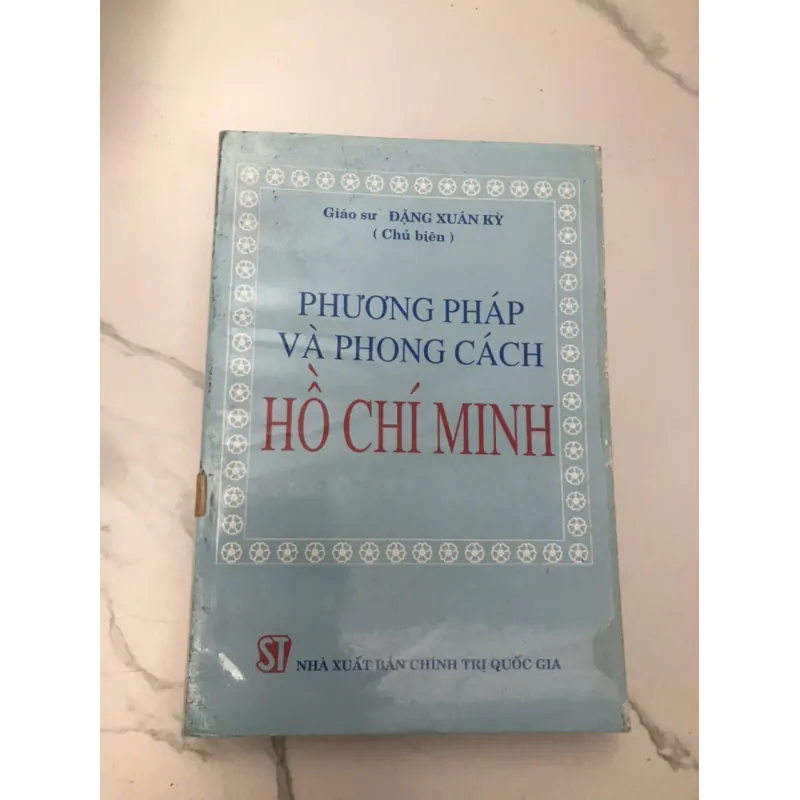 Giáo sư ĐẶNG XUÂN KỲ
( Chủ biên )
PHƯƠNG PHÁP
VÀ PHONG CÁCH
HỒ CHÍ MINH
ST NHÀ XUẤT BẢN CHÍNH TRỊ QUỐC GIA